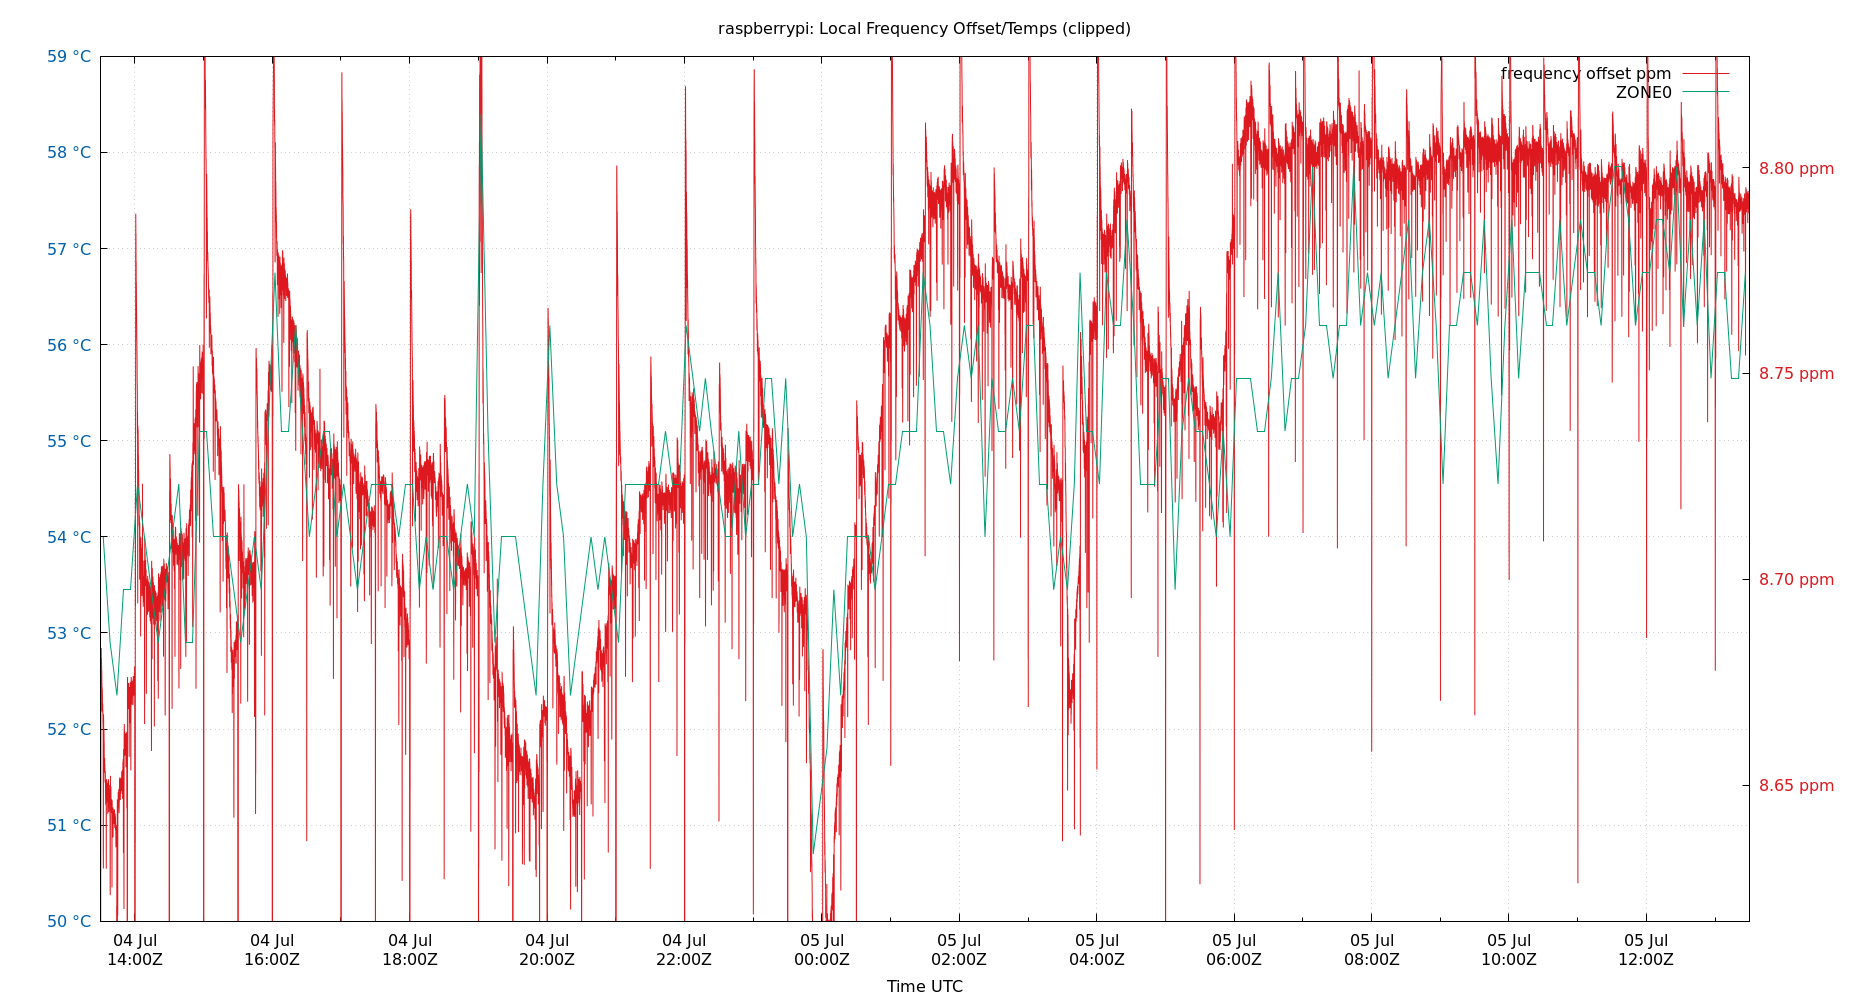 raspberrypi: Local Frequency Offset/Temps (clipped)
59 °C
58 °C
57 °C
56 °C
55 °C
54 °C
53 °C
52 °C
51 °C
50 °C
frequency offset ppm
ZONE0
8.80 ppm
8.75 ppm
8.70 ppm
8.65 ppm
04 Jul 04 Jul 04 Jul 04 Jul 04 Jul 05 Jul 05 Jul 05 Jul 05 Jul 05 Jul 05 Jul 05 Jul
14:00Z 16:00Z 18:00Z 20:00Z 22:00Z 00:00Z 02:00Z 04:00Z 06:00Z 08:00Z 10:00Z 12:00Z
Time UTC